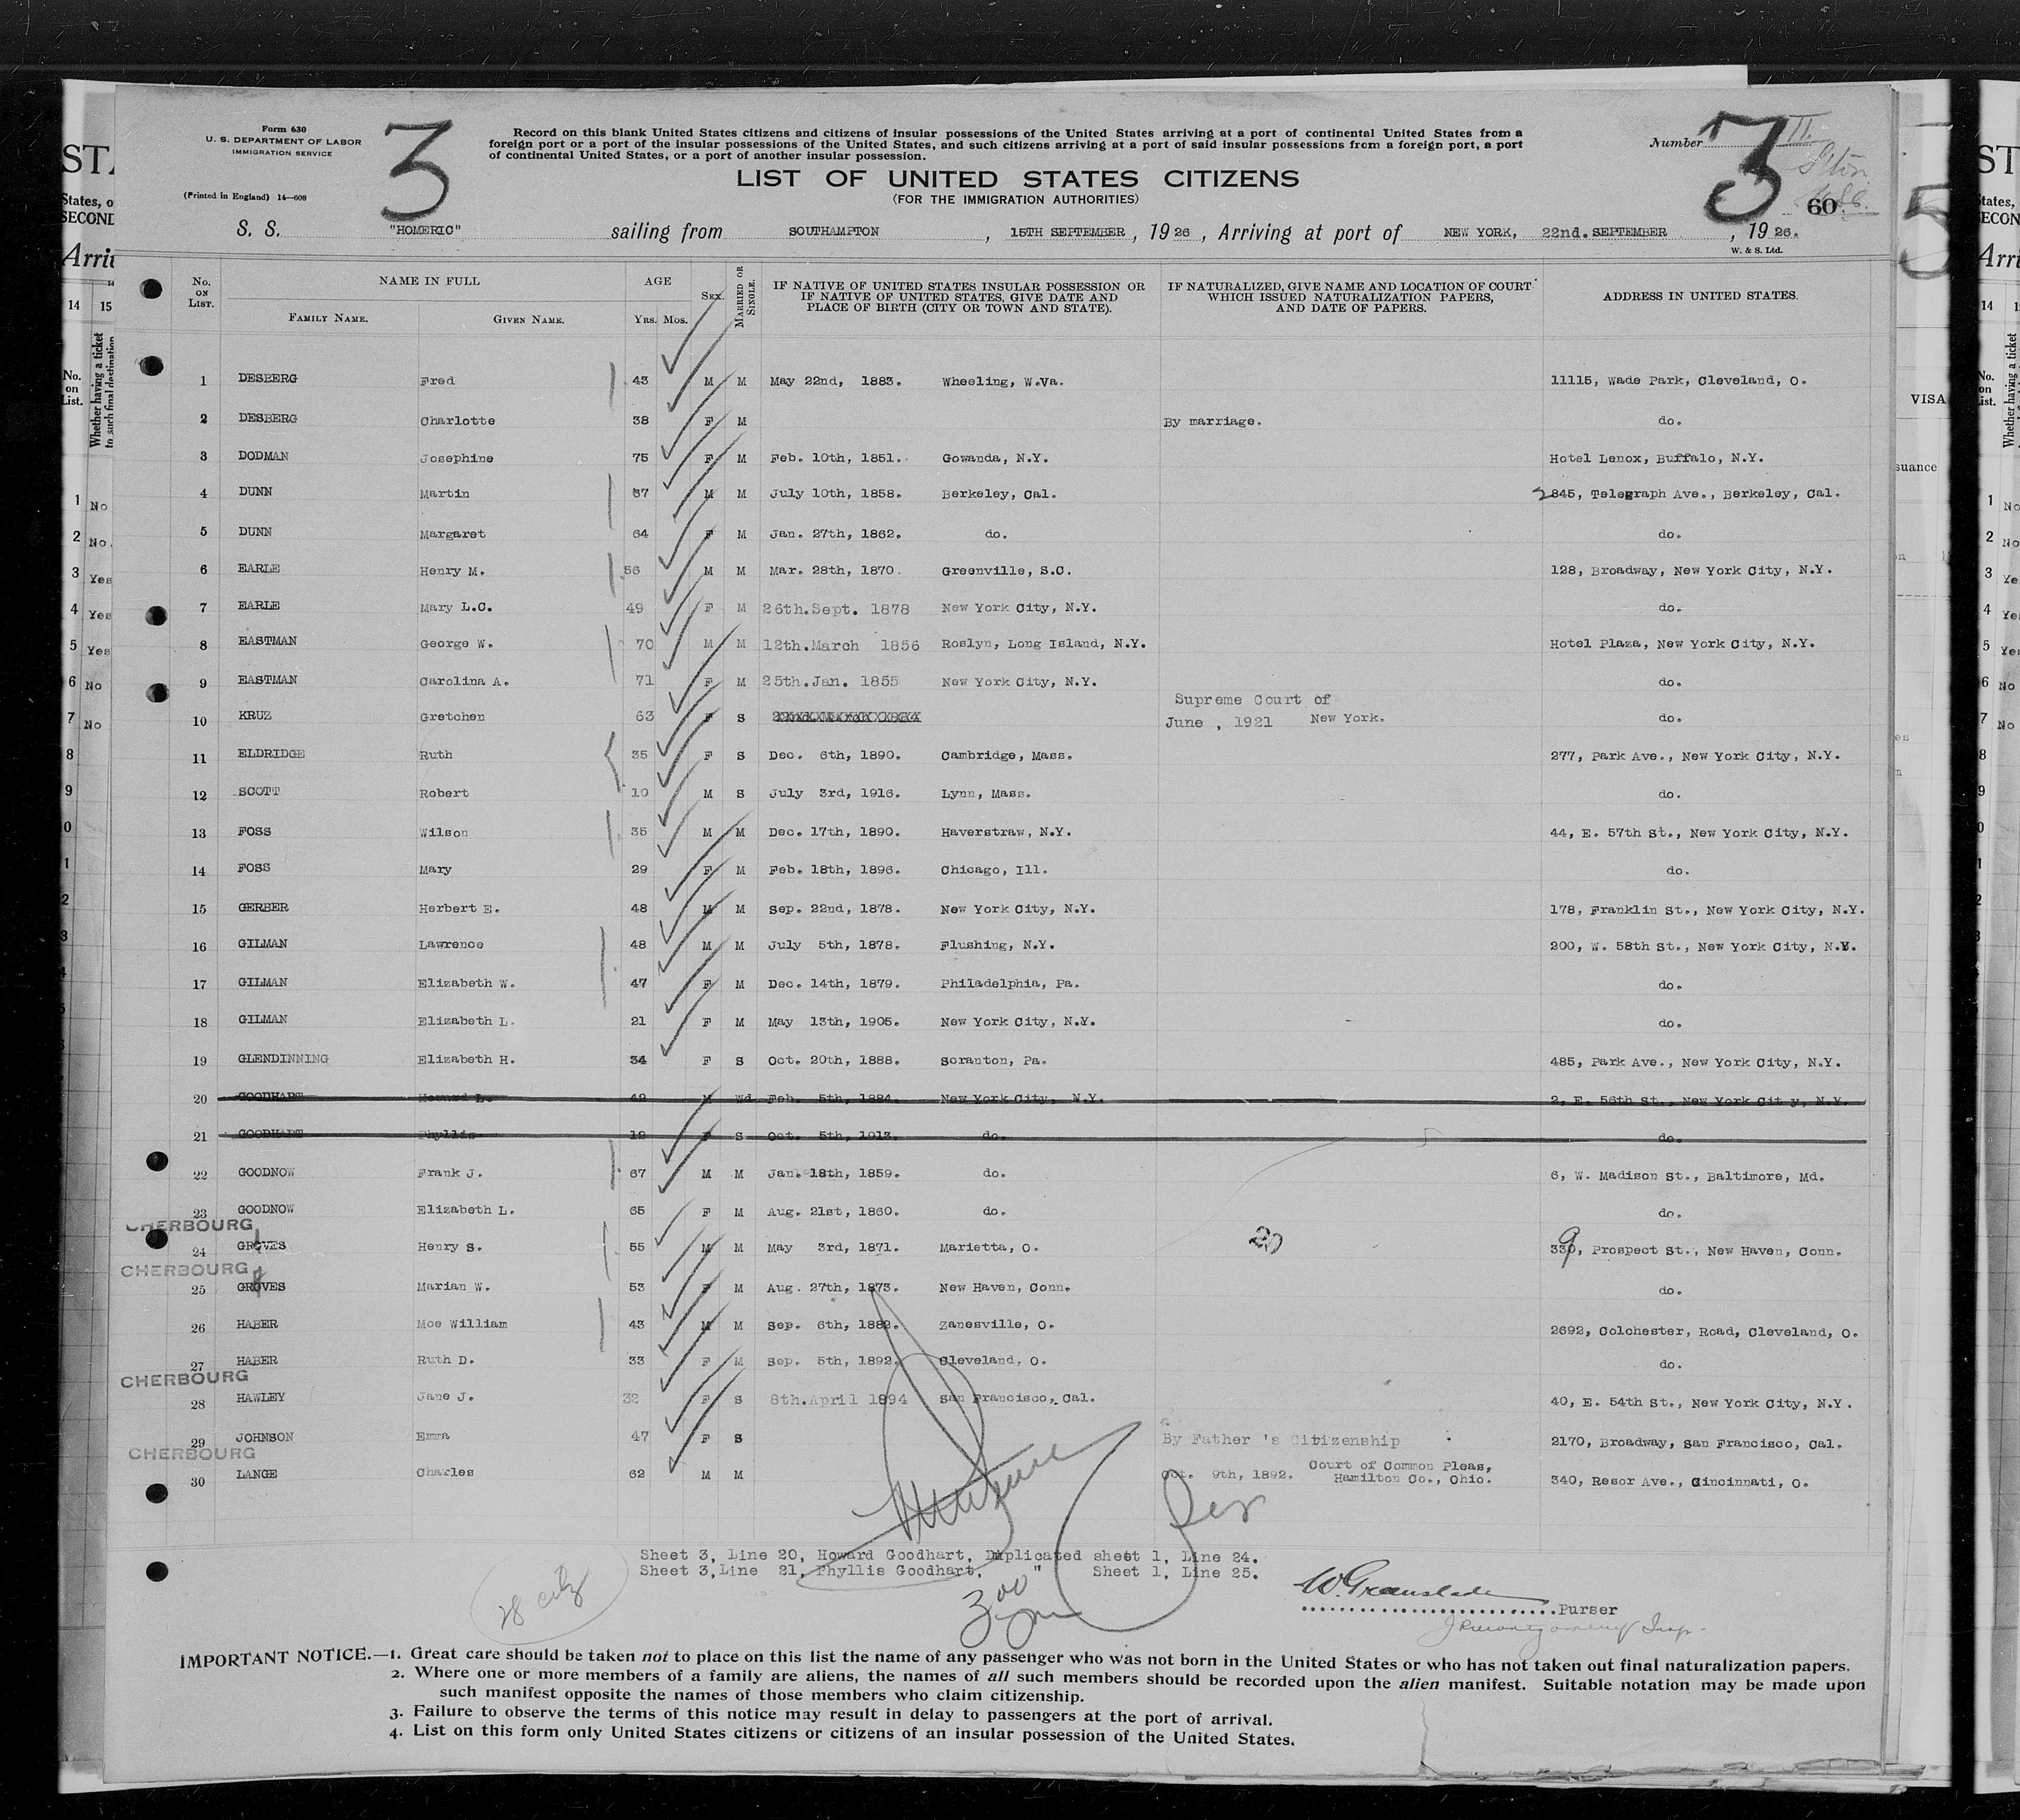 Form 630
U. S. DEPARTMENT OF LABOR
IMMIGRATION SERVICE
(Printed in England) 14—608
3
Record on this blank United States citizens and citizens of insular possessions of the United States arriving at a port of continental United States from a
foreign port or a port of the insular possessions of the United States, and such citizens arriving at a port of said insular possessions from a foreign port, a port
of continental United States, or a port of another insular possession.
LIST OF UNITED STATES CITIZENS
(FOR THE IMMIGRATION AUTHORITIES)
Number 3
II.
60
S. S. "HOMERIC" sailing from SOUTHAMPTON, 15TH SEPTEMBER, 1926, Arriving at port of NEW YORK, 22nd. SEPTEMBER, 1926.
W. & S. Ltd.
No. ON LIST. NAME IN FULL FAMILY NAME. GIVEN NAME. AGE Yrs. Mos. SEX. MARRIED OR SINGLE. IF NATIVE OF UNITED STATES INSULAR POSSESSION OR IF NATIVE OF UNITED STATES, GIVE DATE AND PLACE OF BIRTH (CITY OR TOWN AND STATE). IF NATURALIZED, GIVE NAME AND LOCATION OF COURT WHICH ISSUED NATURALIZATION PAPERS, AND DATE OF PAPERS. ADDRESS IN UNITED STATES.
1 DESBERG Fred 43 M M May 22nd, 1883. Wheeling, W.Va. 11115, Wade Park, Cleveland, O.
2 DESBERG Charlotte 38 F M By marriage. do.
3 DODMAN Josephine 75 F M Feb. 10th, 1851. Gowanda, N.Y. Hotel Lenox, Buffalo, N.Y.
4 DUNN Martin 67 M M July 10th, 1858. Berkeley, Cal. 2845, Telegraph Ave., Berkeley, Cal.
5 DUNN Margaret 64 F M Jan. 27th, 1862. do. do.
6 EARLE Henry M. 56 M M Mar. 28th, 1870. Greenville, S.C. 128, Broadway, New York City, N.Y.
7 EARLE Mary L.C. 49 F M 26th.Sept. 1878 New York City, N.Y. do.
8 EASTMAN George W. 70 M M 12th.March 1856 Roslyn, Long Island, N.Y. Hotel Plaza, New York City, N.Y.
9 EASTMAN Carolina A. 71 F M 25th.Jan. 1855 New York City, N.Y. do.
10 KRUZ Gretchen 63 F S Supreme Court of June , 1921 New York. do.
11 ELDRIDGE Ruth 35 F S Dec. 6th, 1890. Cambridge, Mass. 277, Park Ave., New York City, N.Y.
12 SCOTT Robert 10 M S July 3rd, 1916. Lynn, Mass. do.
13 FOSS Wilson 35 M M Dec. 17th, 1890. Haverstraw, N.Y. 44, E. 57th St., New York City, N.Y.
14 FOSS Mary 29 F M Feb. 18th, 1896. Chicago, Ill. do.
15 GERBER Herbert E. 48 M M Sep. 22nd, 1878. New York City, N.Y. 178, Franklin St., New York City, N.Y.
16 GILMAN Lawrence 48 M M July 5th, 1878. Flushing, N.Y. 200, W. 58th St., New York City, N.Y.
17 GILMAN Elizabeth W. 47 F M Dec. 14th, 1879. Philadelphia, Pa. do.
18 GILMAN Elizabeth L. 21 F M May 13th, 1905. New York City, N.Y. do.
19 GLENDINNING Elizabeth H. 34 F S Oct. 20th, 1888. Scranton, Pa. 485, Park Ave., New York City, N.Y.
20 GOODHART Howard L. 42 M Wd Feb. 5th, 1884. New York City, N.Y. 2, E. 56th St., New York City, N.Y.
21 GOODHART Phyllis 12 F S Oct. 5th, 1913. do. do.
22 GOODNOW Frank J. 67 M M Jan. 18th, 1859. do. 6, W. Madison St., Baltimore, Md.
23 GOODNOW Elizabeth L. 65 F M Aug. 21st, 1860. do. do.
CHERBOURG
24 GROVES Henry S. 55 M M May 3rd, 1871. Marietta, O. 339, Prospect St., New Haven, Conn.
CHERBOURG
25 GROVES Marian W. 53 F M Aug. 27th, 1873. New Haven, Conn. do.
26 HABER Moe William 43 M M Sep. 6th, 1882. Zanesville, O. 2692, Colchester, Road, Cleveland, O.
27 HABER Ruth D. 33 F M Sep. 5th, 1892. Cleveland, O. do.
CHERBOURG
28 HAWLEY Jane J. 32 F S 8th.April 1894 San Francisco, Cal. 40, E. 54th St., New York City, N.Y.
29 JOHNSON Emma 47 F S By Father 's Citizenship 2170, Broadway, San Francisco, Cal.
CHERBOURG
30 LANGE Charles 62 M M Oct. 9th, 1892. Court of Common Pleas, Hamilton Co., Ohio. 340, Resor Ave., Cincinnati, O.
Sheet 3, Line 20, Howard Goodhart, Duplicated sheet 1, Line 24.
Sheet 3,Line 21, Phyllis Goodhart, " Sheet 1, Line 25.
W. Greenslade
Purser
28 city
IMPORTANT NOTICE.—1. Great care should be taken not to place on this list the name of any passenger who was not born in the United States or who has not taken out final naturalization papers.
2. Where one or more members of a family are aliens, the names of all such members should be recorded upon the alien manifest. Suitable notation may be made upon
such manifest opposite the names of those members who claim citizenship.
3. Failure to observe the terms of this notice may result in delay to passengers at the port of arrival.
4. List on this form only United States citizens or citizens of an insular possession of the United States.